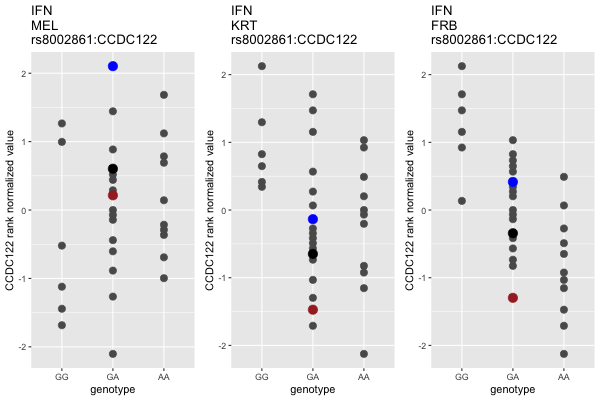 IFN
MEL
rs8002861:CCDC122
CCDC122 rank normalized value
2
1
0
-1
-2
GG GA AA
genotype
IFN
KRT
rs8002861:CCDC122
CCDC122 rank normalized value
2
1
0
-1
-2
GG GA AA
genotype
IFN
FRB
rs8002861:CCDC122
CCDC122 rank normalized value
2
1
0
-1
-2
GG GA AA
genotype